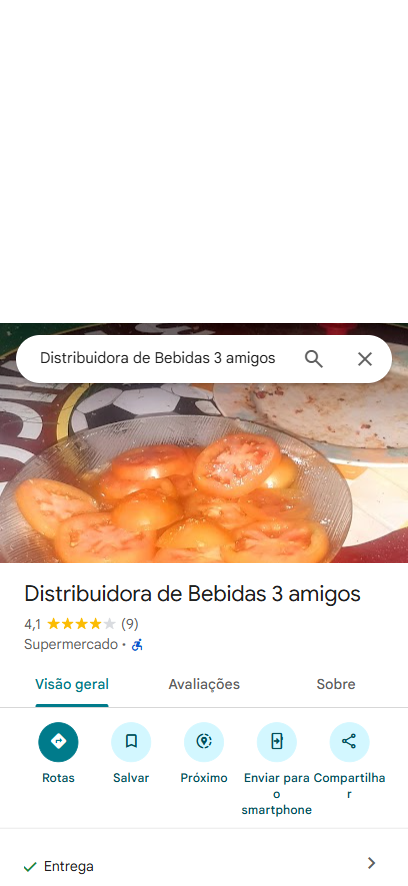 Distribuidora de Bebidas 3 amigos
Distribuidora de Bebidas 3 amigos
4,1 (9)
Supermercado ·
Visão geral Avaliações Sobre
Rotas Salvar Próximo Enviar para o smartphone Compartilhar
Entrega